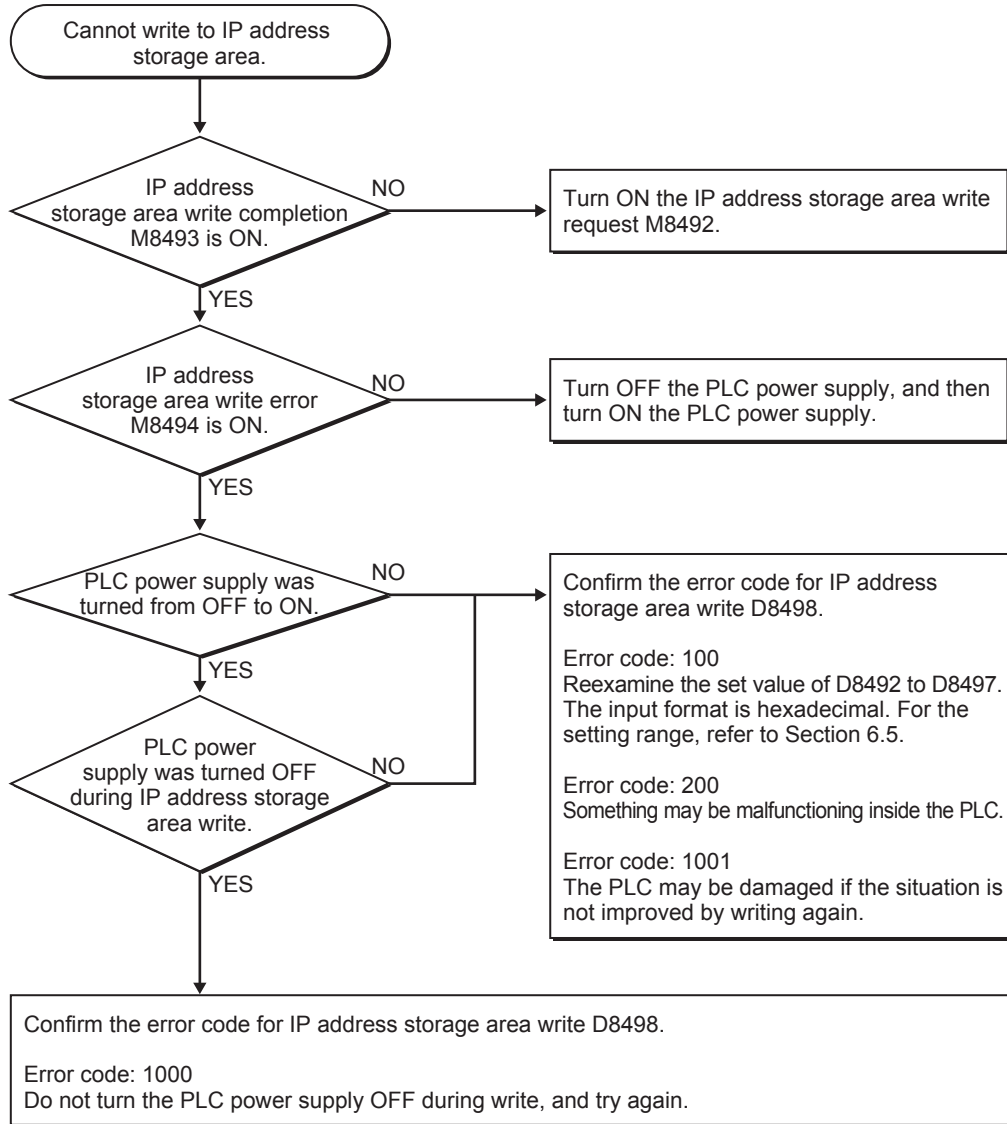 Cannot write to IP address
storage area.
IP address
storage area write completion
M8493 is ON.
NO
Turn ON the IP address storage area write
request M8492.
YES
IP address
storage area write error
M8494 is ON.
NO
Turn OFF the PLC power supply, and then
turn ON the PLC power supply.
YES
PLC power supply was
turned from OFF to ON.
NO
Confirm the error code for IP address
storage area write D8498.
Error code: 100
Reexamine the set value of D8492 to D8497.
The input format is hexadecimal. For the
setting range, refer to Section 6.5.
Error code: 200
Something may be malfunctioning inside the PLC.
Error code: 1001
The PLC may be damaged if the situation is
not improved by writing again.
YES
PLC power
supply was turned OFF
during IP address storage
area write.
NO
YES
Confirm the error code for IP address storage area write D8498.
Error code: 1000
Do not turn the PLC power supply OFF during write, and try again.